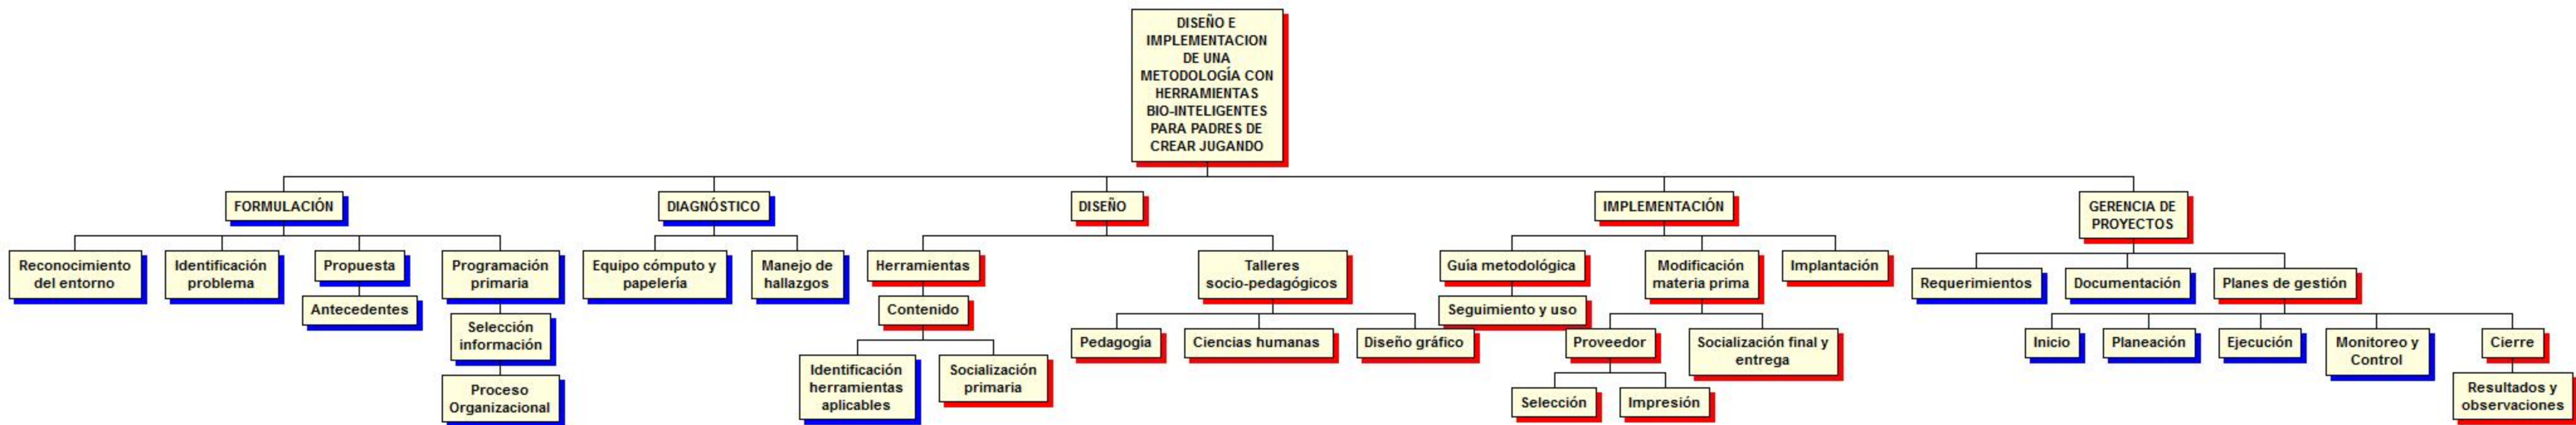 DISEÑO E
IMPLEMENTACION
DE UNA
METODOLOGÍA CON
HERRAMIENTAS
BIO-INTELIGENTES
PARA PADRES DE
CREAR JUGANDO
FORMULACIÓN
DIAGNÓSTICO
DISEÑO
IMPLEMENTACIÓN
GERENCIA DE
PROYECTOS
Reconocimiento
del entorno
Identificación
problema
Propuesta
Programación
primaria
Equipo cómputo y
papelería
Manejo de
hallazgos
Herramientas
Talleres
socio-pedagógicos
Guía metodológica
Modificación
materia prima
Implantación
Requerimientos
Documentación
Planes de gestión
Antecedentes
Selección
información
Contenido
Seguimiento y uso
Pedagogía
Ciencias humanas
Diseño gráfico
Proveedor
Socialización final y
entrega
Inicio
Planeación
Ejecución
Monitoreo y
Control
Cierre
Proceso
Organizacional
Identificación
herramientas
aplicables
Socialización
primaria
Selección
Impresión
Resultados y
observaciones